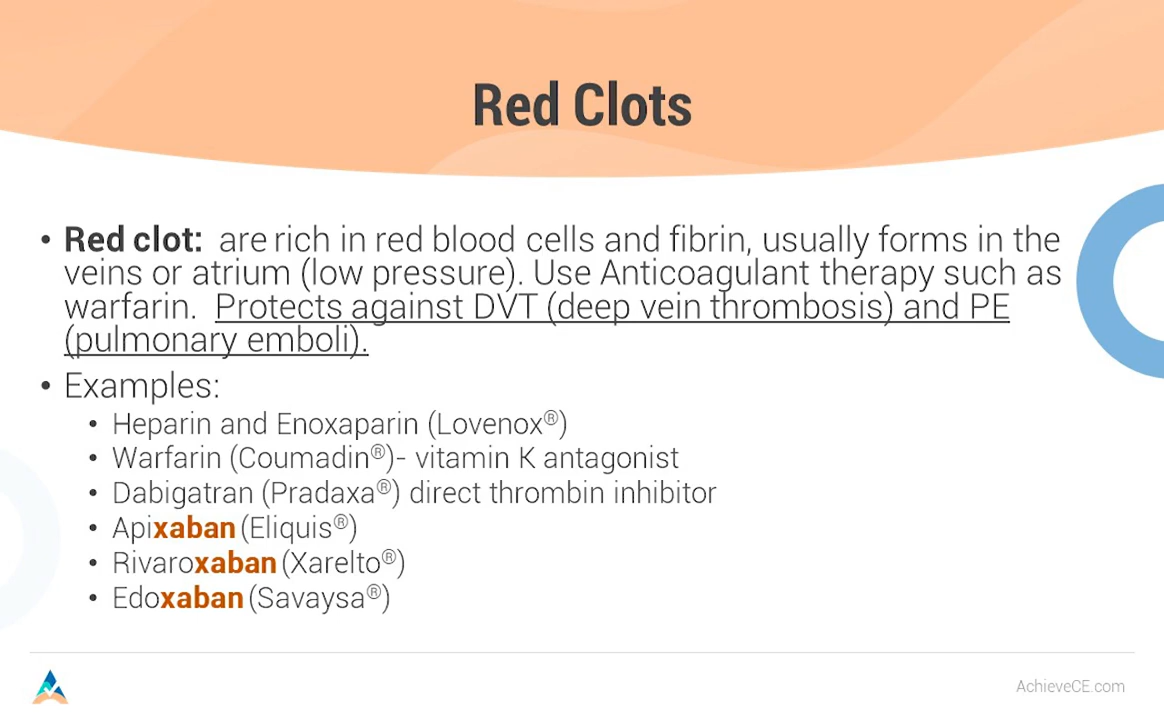 Red Clots
• Red clot: are rich in red blood cells and fibrin, usually forms in the
veins or atrium (low pressure). Use Anticoagulant therapy such as
warfarin. Protects against DVT (deep vein thrombosis) and PE
(pulmonary emboli).
• Examples:
• Heparin and Enoxaparin (Lovenox®)
• Warfarin (Coumadin®)- vitamin K antagonist
• Dabigatran (Pradaxa®) direct thrombin inhibitor
• Apixaban (Eliquis®)
• Rivaroxaban (Xarelto®)
• Edoxaban (Savaysa®)
AchieveCE.com